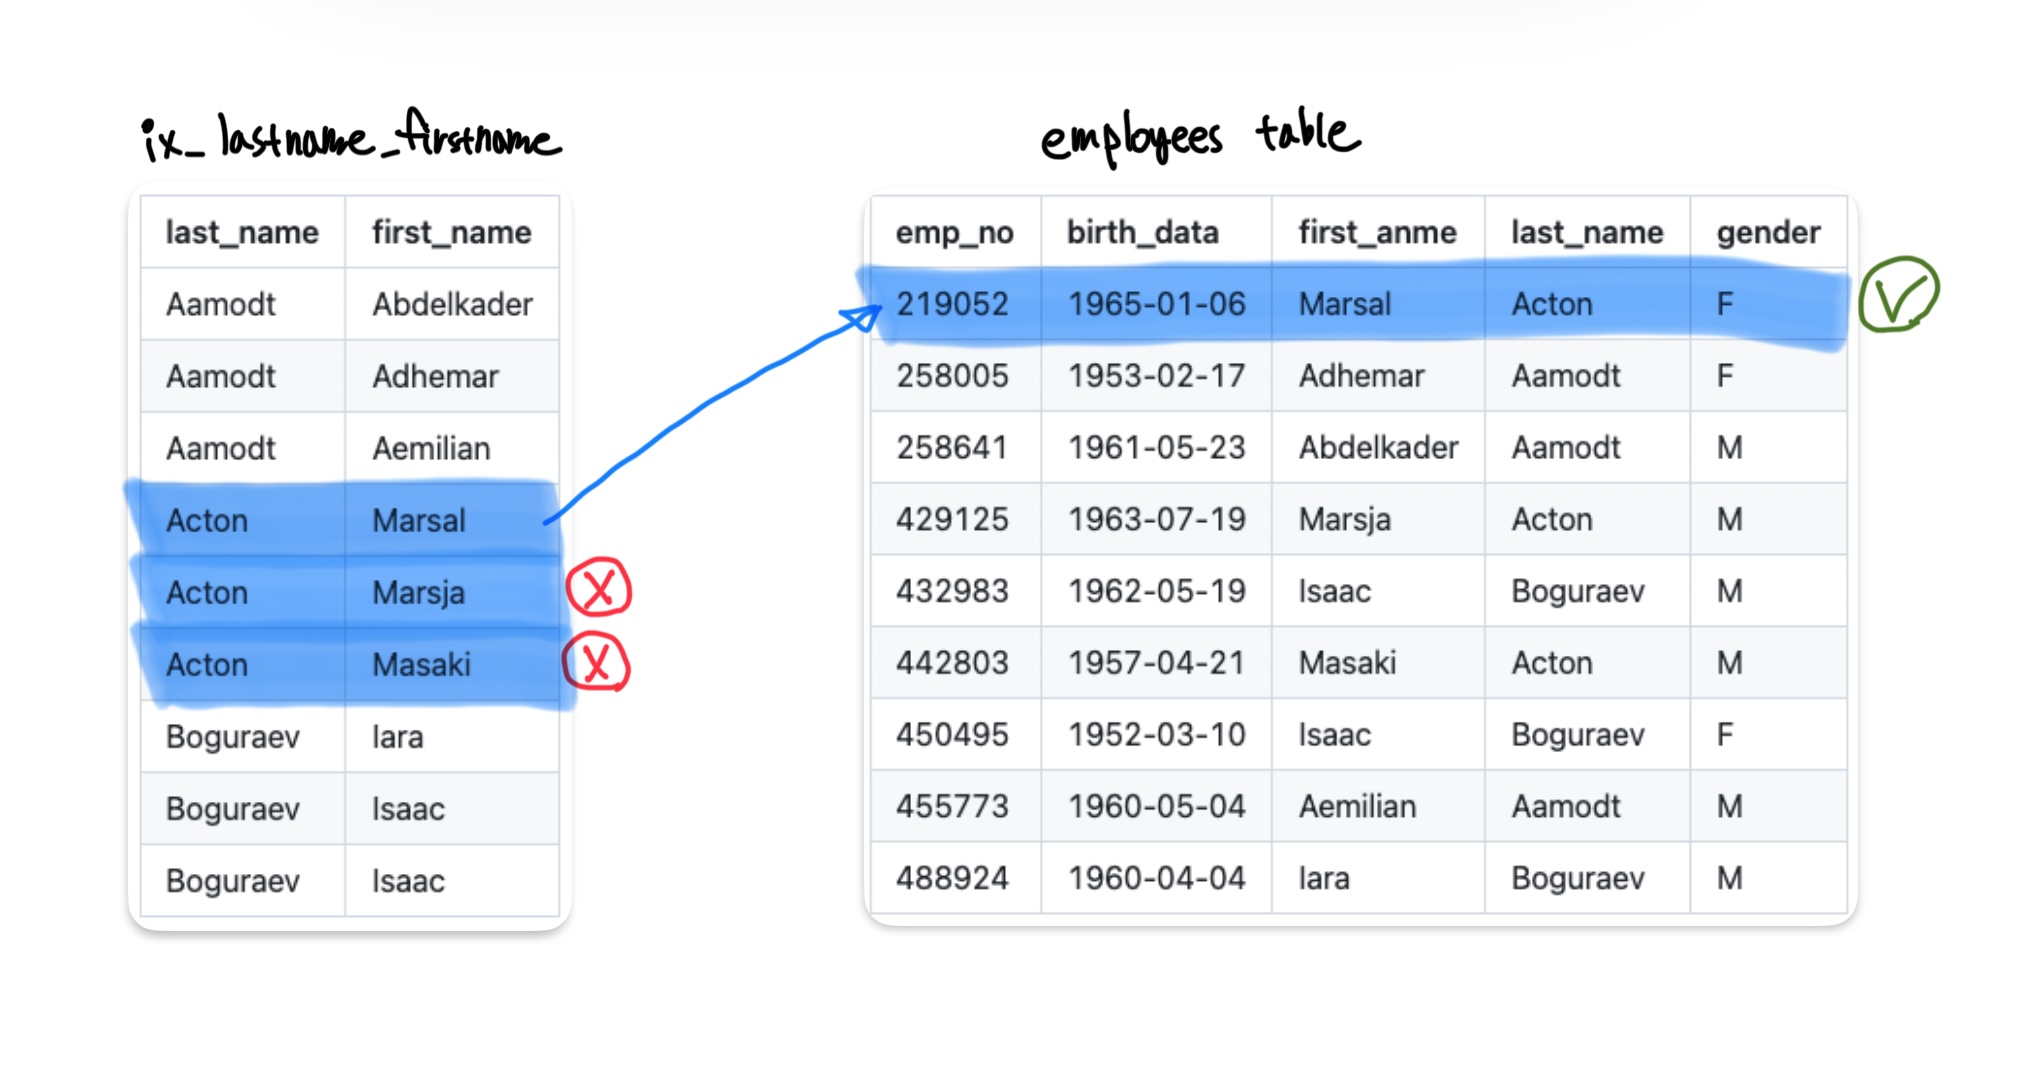 ix_lastname_firstname
last_name first_name
Aamodt Abdelkader
Aamodt Adhemar
Aamodt Aemilian
Acton Marsal
Acton Marsja
Acton Masaki
Boguraev Iara
Boguraev Isaac
Boguraev Isaac
employees table
emp_no birth_data first_anme last_name gender
219052 1965-01-06 Marsal Acton F
258005 1953-02-17 Adhemar Aamodt F
258641 1961-05-23 Abdelkader Aamodt M
429125 1963-07-19 Marsja Acton M
432983 1962-05-19 Isaac Boguraev M
442803 1957-04-21 Masaki Acton M
450495 1952-03-10 Isaac Boguraev F
455773 1960-05-04 Aemilian Aamodt M
488924 1960-04-04 Iara Boguraev M